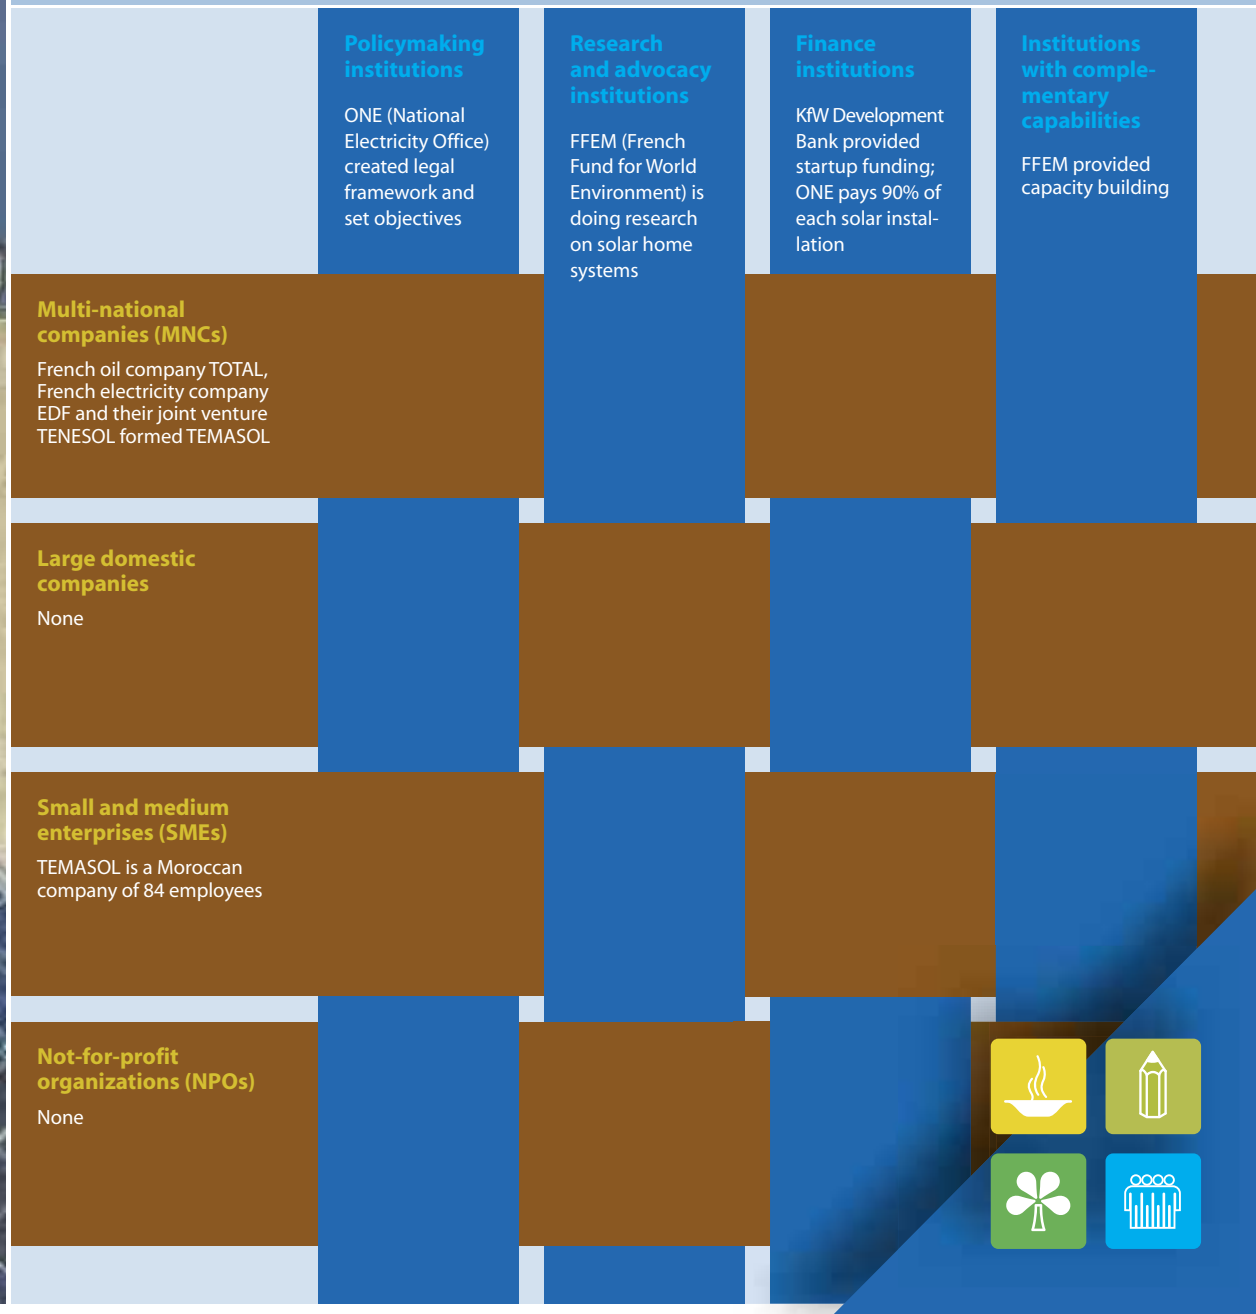 Policymaking
institutions
ONE (National
Electricity Office)
created legal
framework and
set objectives
Research
and advocacy
institutions
FFEM (French
Fund for World
Environment) is
doing research
on solar home
systems
Finance
institutions
KfW Development
Bank provided
startup funding;
ONE pays 90% of
each solar instal-
lation
Institutions
with comple-
mentary
capabilities
FFEM provided
capacity building
Multi-national
companies (MNCs)
French oil company TOTAL,
French electricity company
EDF and their joint venture
TENESOL formed TEMASOL
Large domestic
companies
None
Small and medium
enterprises (SMEs)
TEMASOL is a Moroccan
company of 84 employees
Not-for-profit
organizations (NPOs)
None